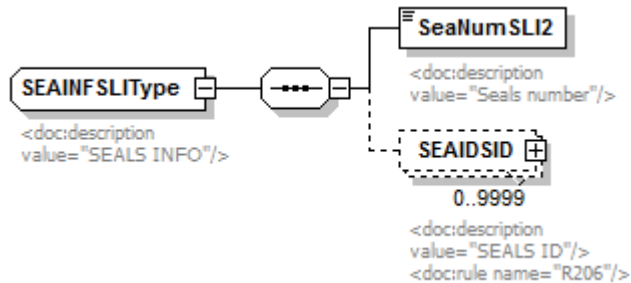 SeaNumSLI2
<doc:description
value="Seals number"/>
SEAINFSLIType
<doc:description
value="SEALS INFO"/>
SEAIDSID
0..9999
<doc:description
value="SEALS ID"/>
<doc:rule name="R206"/>